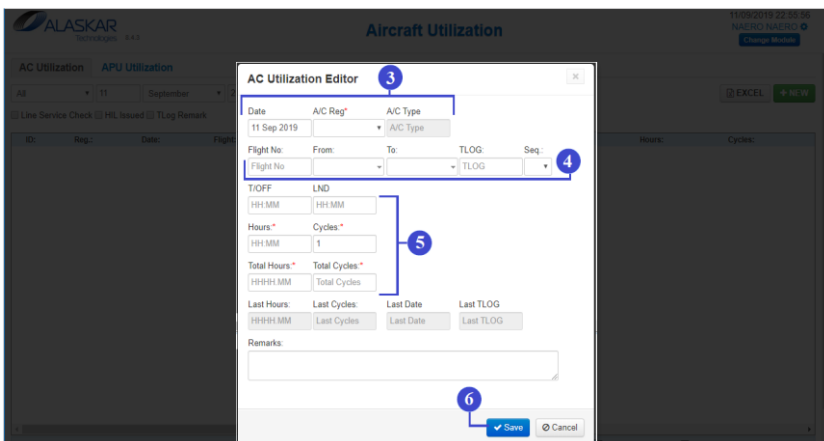 ALASKAR
Technologies 6.4.3
Aircraft Utilization
11/09/2019 22:55:56
NAERO NAERO
Change Module
AC Utilization APU Utilization
All 11 September 2
EXCEL + NEW
Line Service Check HIL Issued TLog Remark
ID: Reg.: Date: Flight Hours: Cycles:
AC Utilization Editor 3 ×
Date A/C Reg* A/C Type
11 Sep 2019 A/C Type
Flight No: From: To: TLOG: Seq.:
Flight No TLOG 4
T/OFF LND
HH:MM HH:MM
Hours:* Cycles:*
HH:MM 1 5
Total Hours:* Total Cycles:*
HHHH:MM Total Cycles
Last Hours: Last Cycles: Last Date Last TLOG
HHHH:MM Last Cycles Last Date Last TLOG
Remarks:
6
Save Cancel